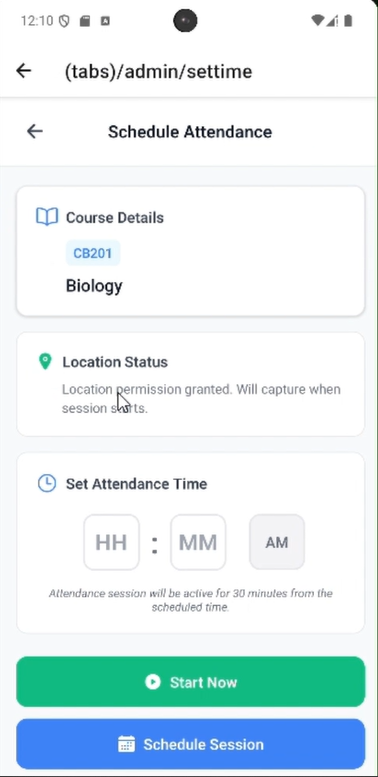 12:10
(tabs)/admin/settime
Schedule Attendance
Course Details
CB201
Biology
Location Status
Location permission granted. Will capture when
session starts.
Set Attendance Time
HH : MM AM
Attendance session will be active for 30 minutes from the
scheduled time.
Start Now
Schedule Session